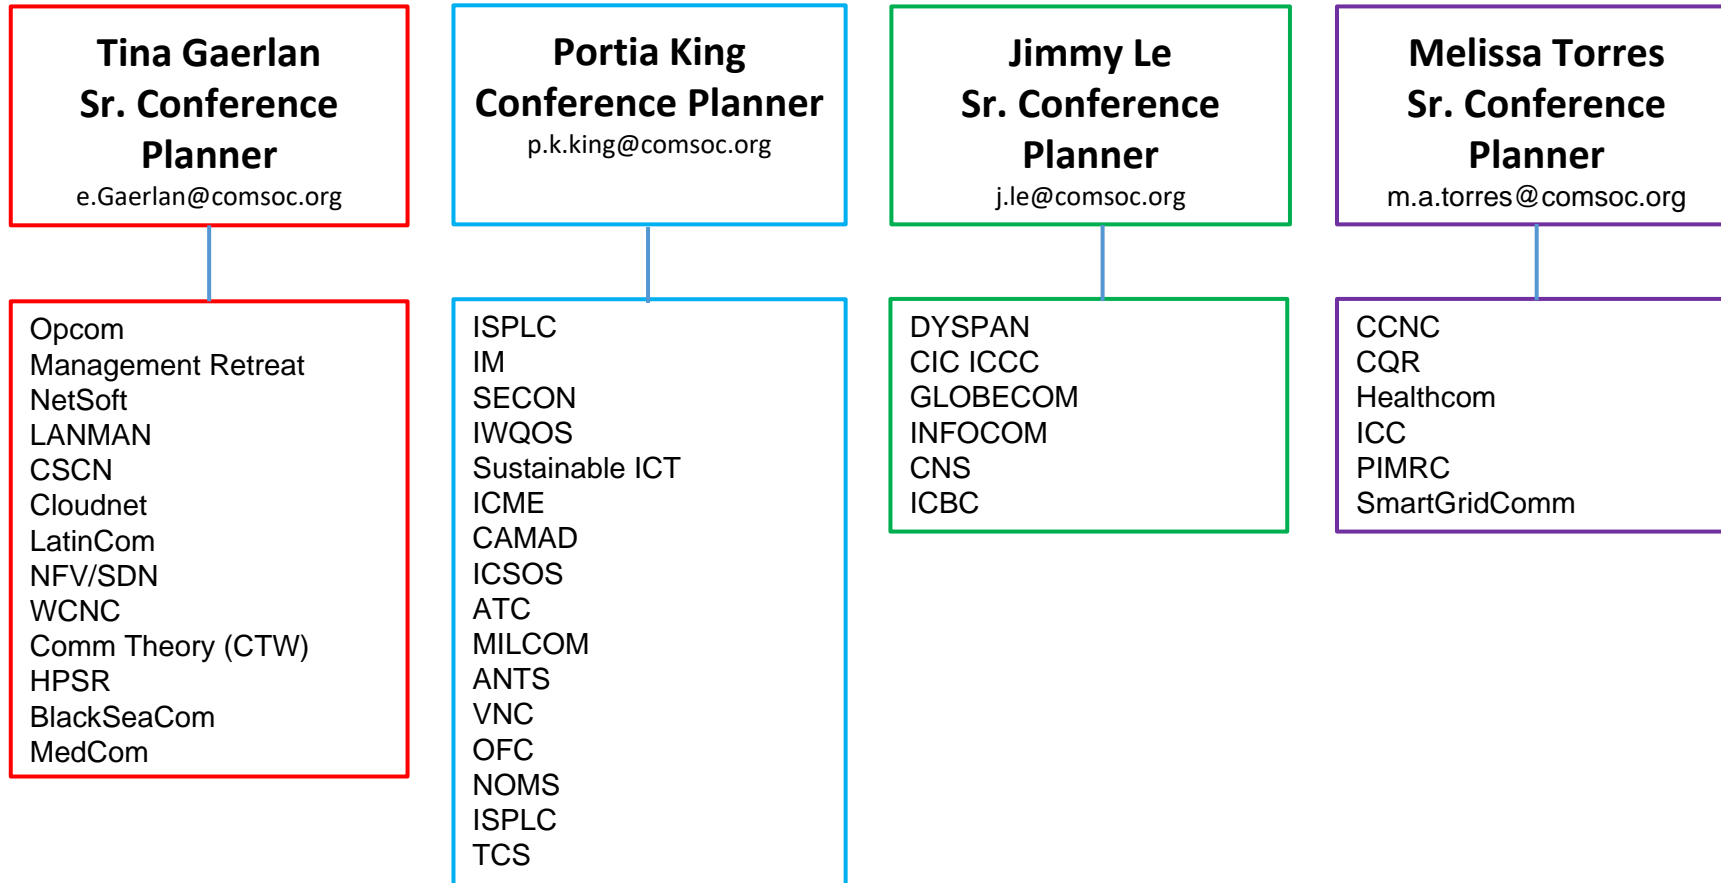 Tina Gaerlan
Sr. Conference
Planner
e.Gaerlan@comsoc.org
Opcom
Management Retreat
NetSoft
LANMAN
CSCN
Cloudnet
LatinCom
NFV/SDN
WCNC
Comm Theory (CTW)
HPSR
BlackSeaCom
MedCom
Portia King
Conference Planner
p.k.king@comsoc.org
ISPLC
IM
SECON
IWQOS
Sustainable ICT
ICME
CAMAD
ICSOS
ATC
MILCOM
ANTS
VNC
OFC
NOMS
ISPLC
TCS
Jimmy Le
Sr. Conference
Planner
j.le@comsoc.org
DYSPAN
CIC ICCC
GLOBECOM
INFOCOM
CNS
ICBC
Melissa Torres
Sr. Conference
Planner
m.a.torres@comsoc.org
CCNC
CQR
Healthcom
ICC
PIMRC
SmartGridComm